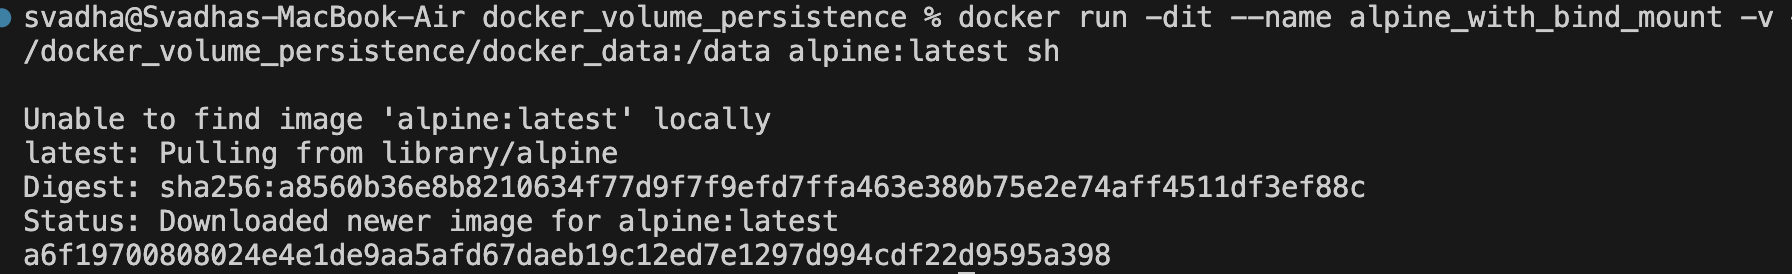 svadha@Svadhas-MacBook-Air docker_volume_persistence % docker run -dit --name alpine_with_bind_mount -v
/docker_volume_persistence/docker_data:/data alpine:latest sh
Unable to find image 'alpine:latest' locally
latest: Pulling from library/alpine
Digest: sha256:a8560b36e8b8210634f77d9f7f9efd7ffa463e380b75e2e74aff4511df3ef88c
Status: Downloaded newer image for alpine:latest
a6f19700808024e4e1de9aa5afd67daeb19c12ed7e1297d994cdf22d9595a398